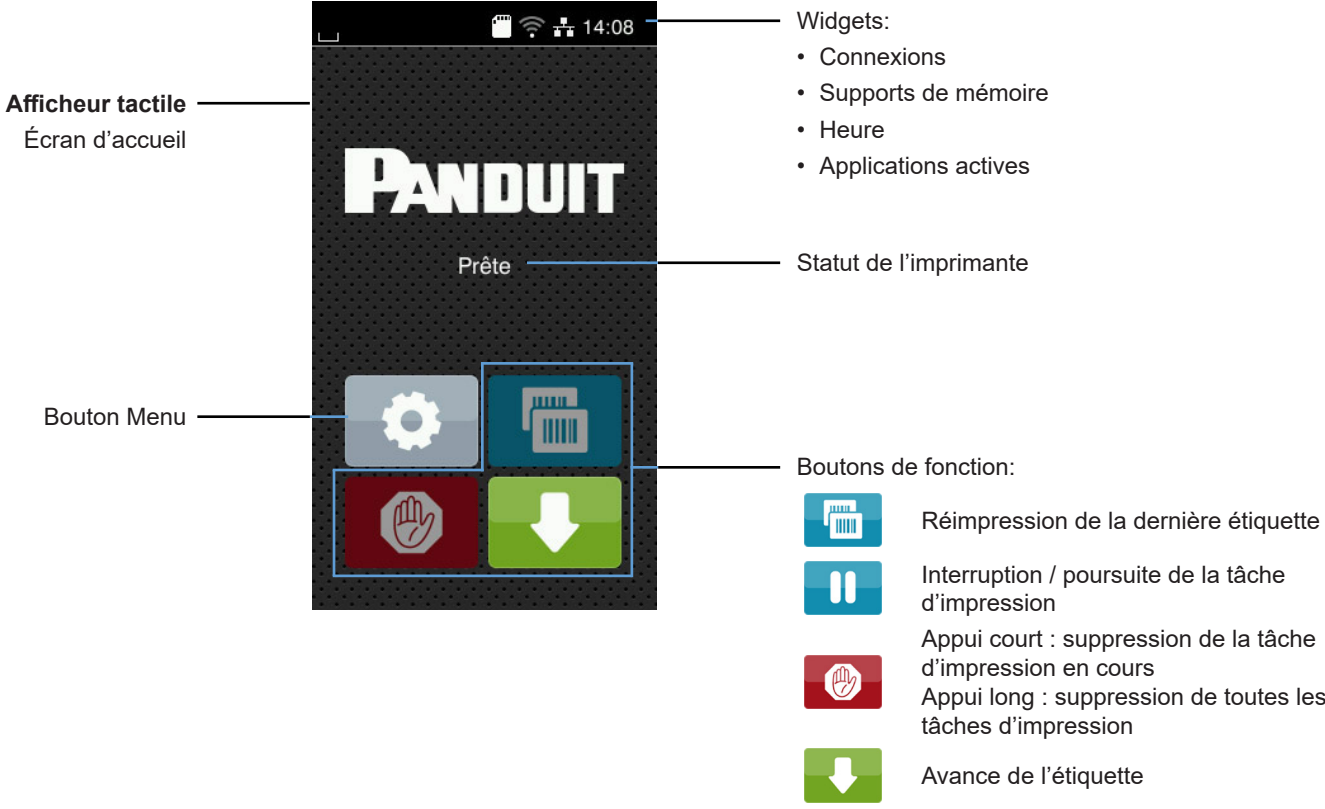 14:08
Afficheur tactile
Écran d’accueil
PANDUIT
Prête
Bouton Menu
Widgets:
• Connexions
• Supports de mémoire
• Heure
• Applications actives
Statut de l’imprimante
Boutons de fonction:
Réimpression de la dernière étiquette
Interruption / poursuite de la tâche
d’impression
Appui court : suppression de la tâche
d’impression en cours
Appui long : suppression de toutes les
tâches d’impression
Avance de l’étiquette